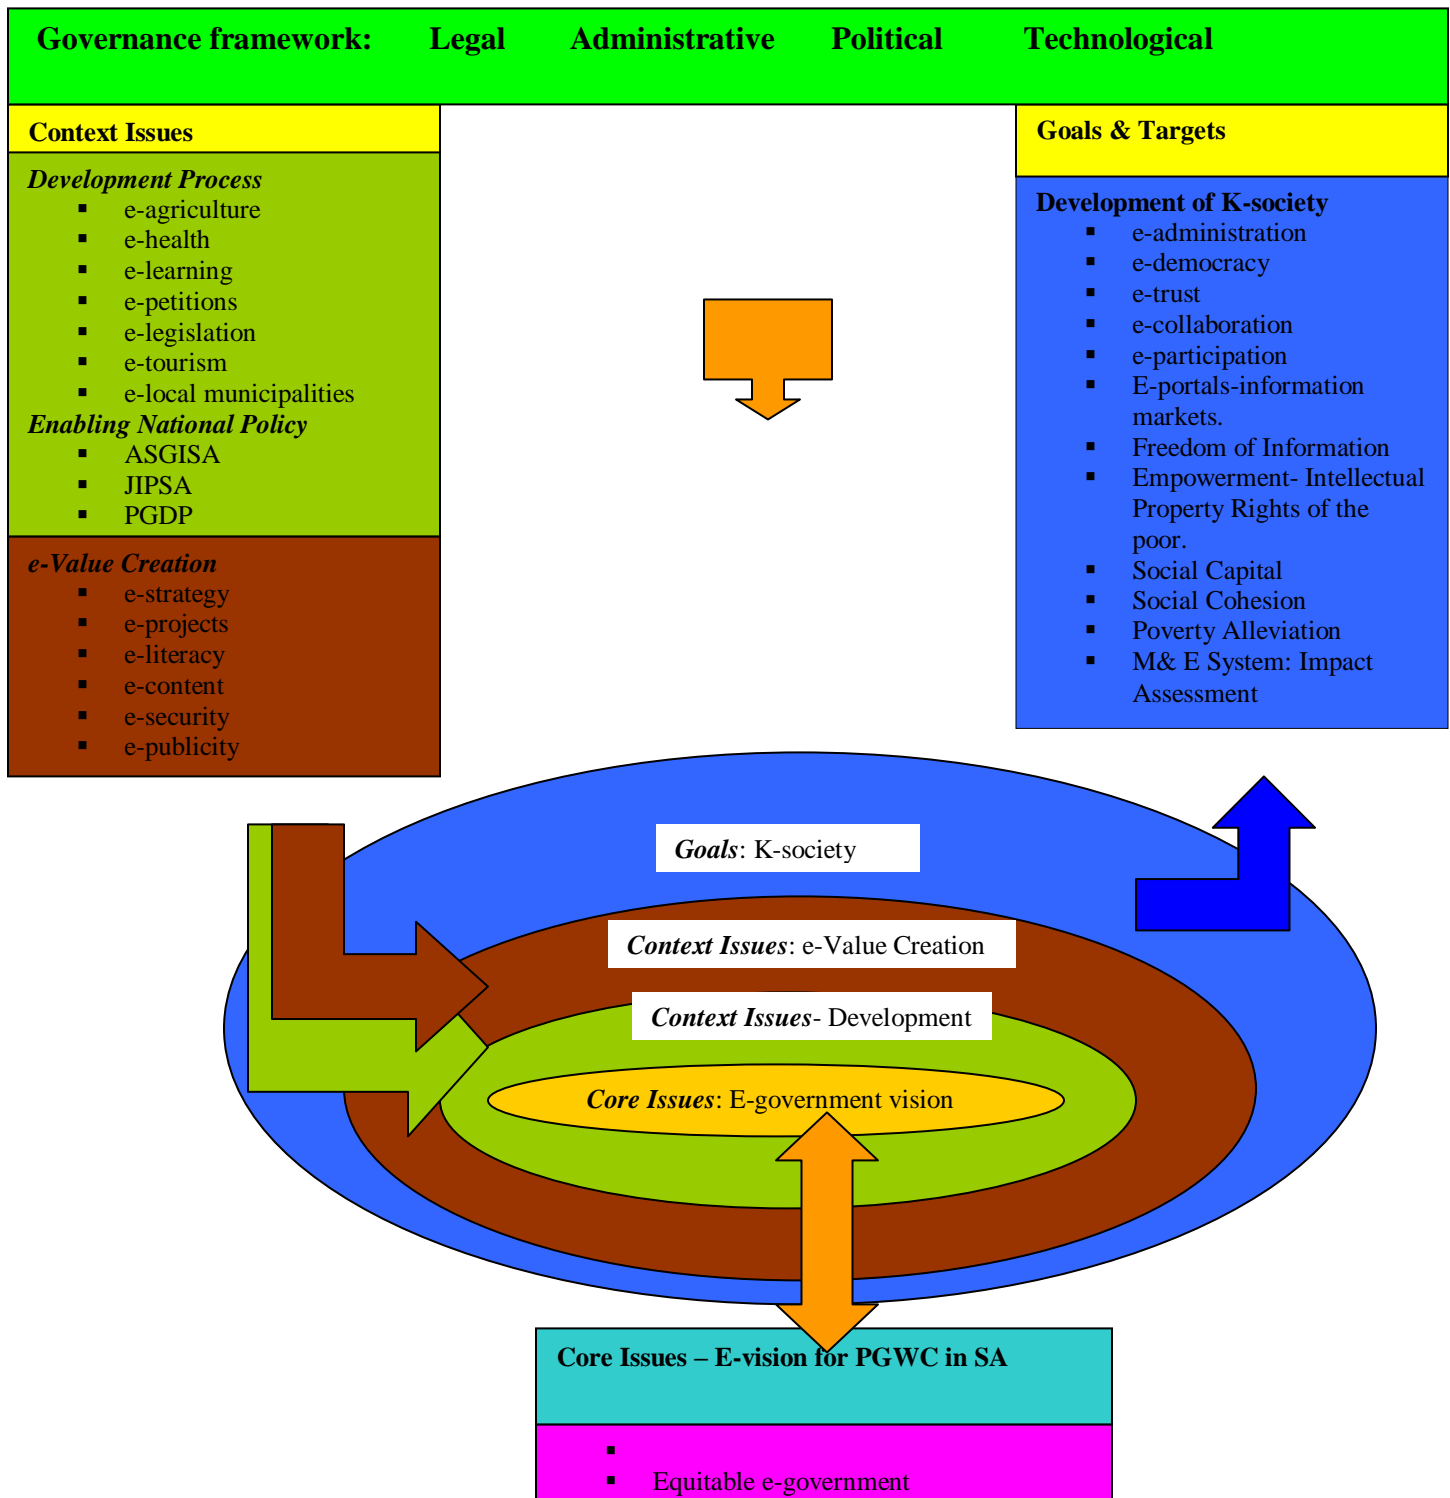 Governance framework: Legal Administrative Political Technological
Context Issues
Development Process
▪ e-agriculture
▪ e-health
▪ e-learning
▪ e-petitions
▪ e-legislation
▪ e-tourism
▪ e-local municipalities
Enabling National Policy
▪ ASGISA
▪ JIPSA
▪ PGDP
e-Value Creation
▪ e-strategy
▪ e-projects
▪ e-literacy
▪ e-content
▪ e-security
▪ e-publicity
Goals & Targets
Development of K-society
▪ e-administration
▪ e-democracy
▪ e-trust
▪ e-collaboration
▪ e-participation
▪ E-portals-information
markets.
▪ Freedom of Information
▪ Empowerment- Intellectual
Property Rights of the
poor.
▪ Social Capital
▪ Social Cohesion
▪ Poverty Alleviation
▪ M& E System: Impact
Assessment
Goals: K-society
Context Issues: e-Value Creation
Context Issues- Development
Core Issues: E-government vision
Core Issues – E-vision for PGWC in SA
▪
▪ Equitable e-government